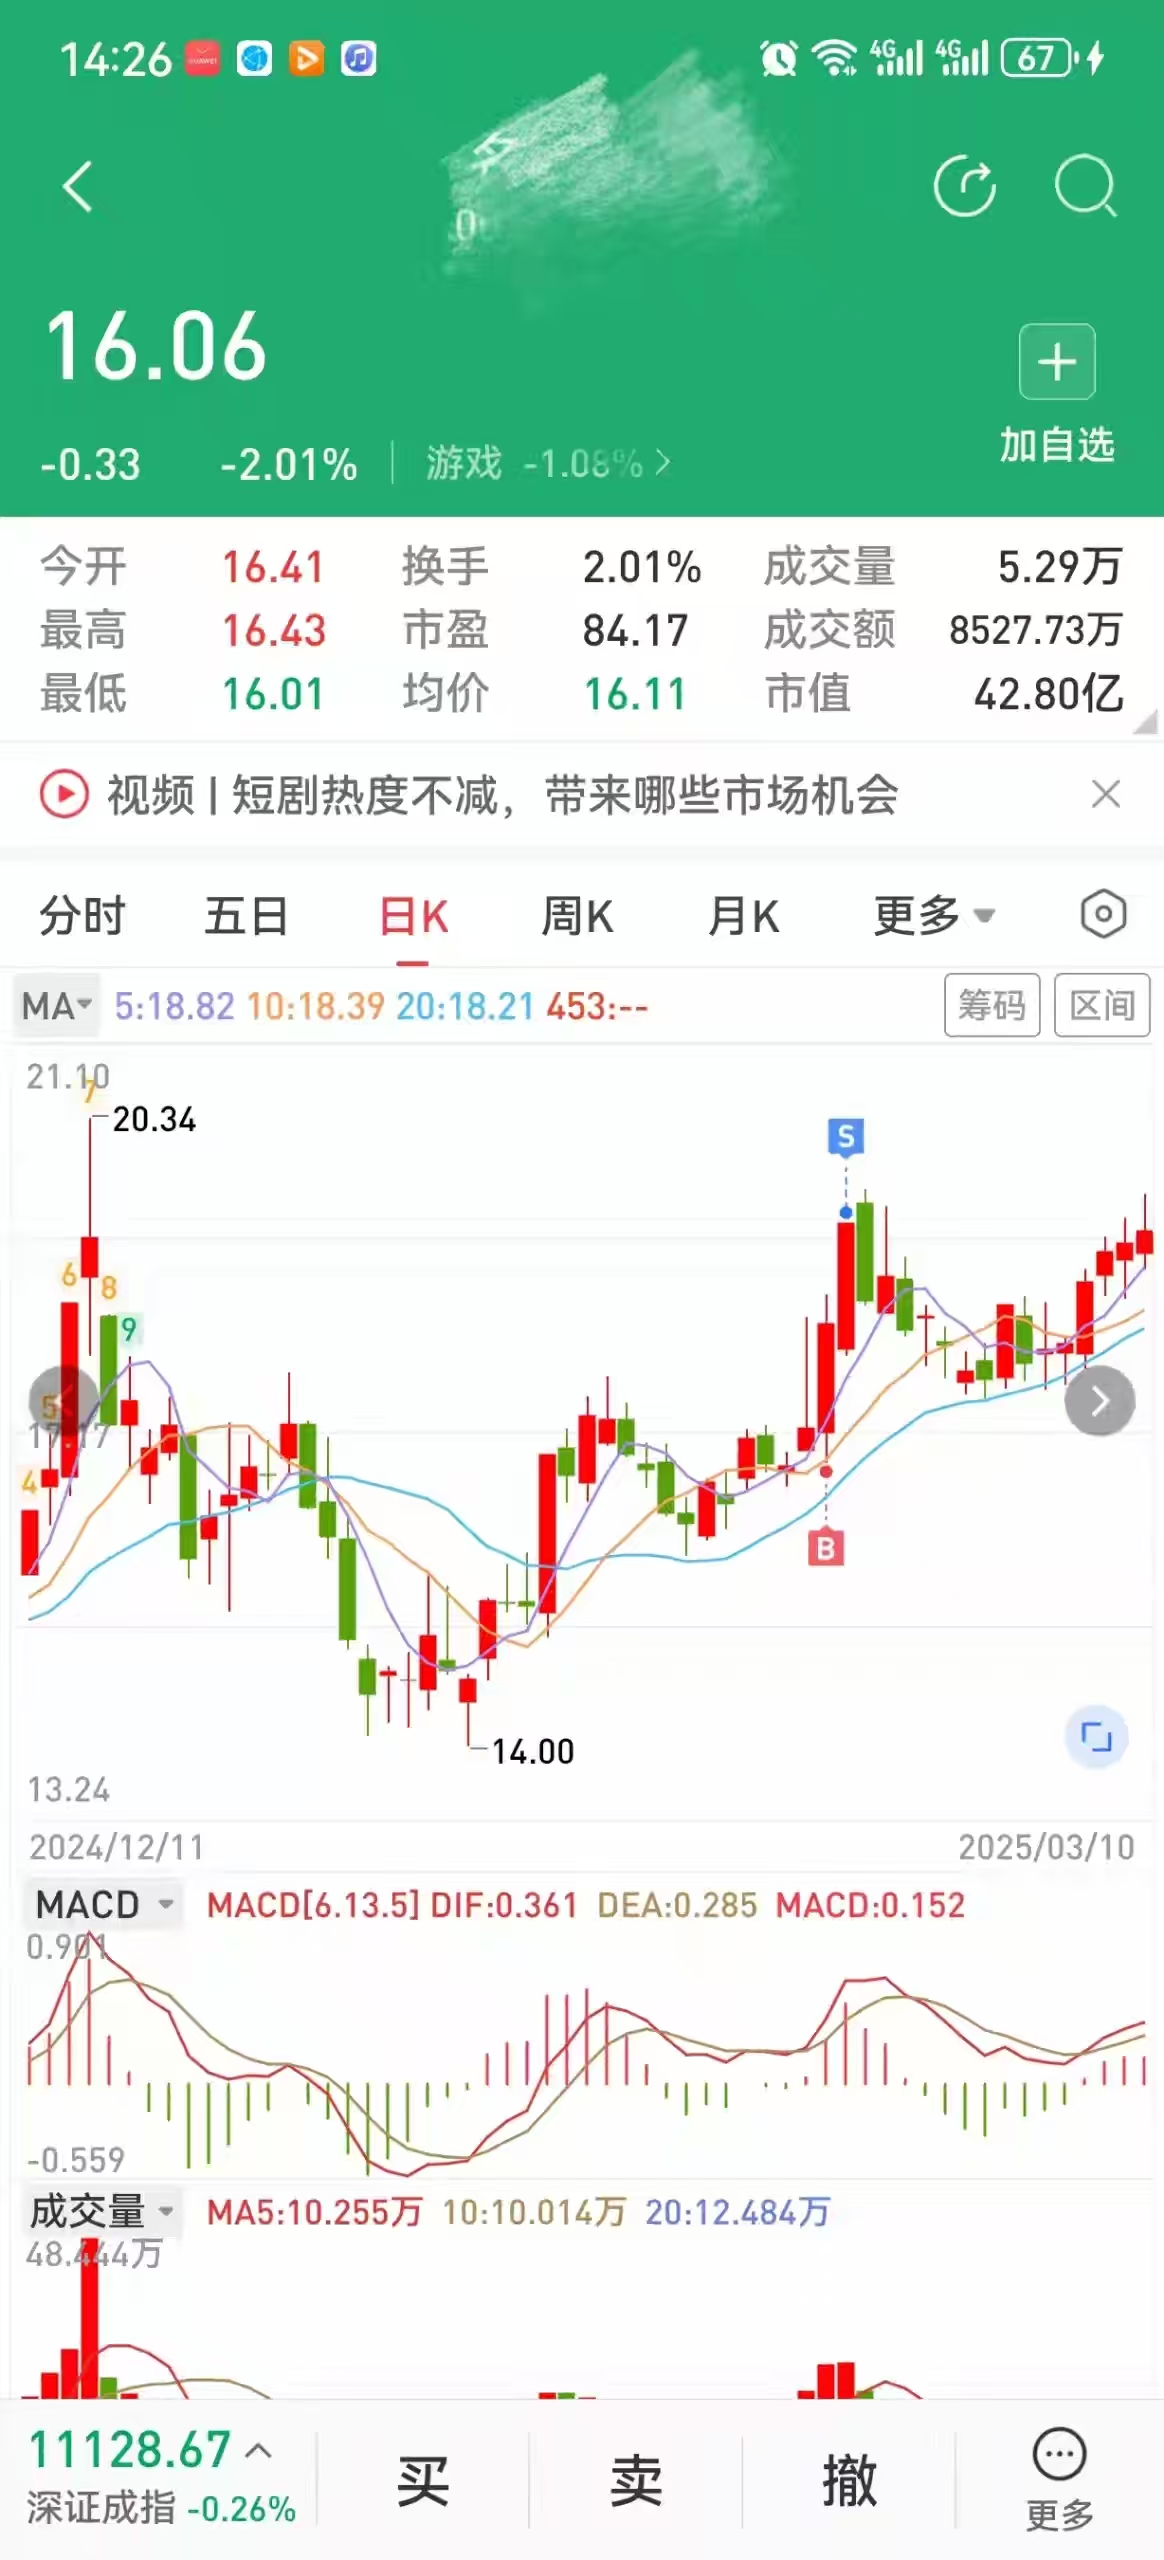 14:26 HUAWEI 4G 4G 67
16.06
-0.33 -2.01% 游戏 -1.08%
加自选
今开 16.41 换手 2.01% 成交量 5.29万
最高 16.43 市盈 84.17 成交额 8527.73万
最低 16.01 均价 16.11 市值 42.80亿
视频 | 短剧热度不减，带来哪些市场机会
分时 五日 日K 周K 月K 更多
MA 5:18.82 10:18.39 20:18.21 453:-- 筹码 区间
21.10
7
20.34
S
6 8
9
5
17.17
4
B
14.00
13.24
2024/12/11 2025/03/10
MACD MACD[6.13.5] DIF:0.361 DEA:0.285 MACD:0.152
0.901
-0.559
成交量 MA5:10.255万 10:10.014万 20:12.484万
48.444万
11128.67
深证成指 -0.26%
买 卖 撤 更多